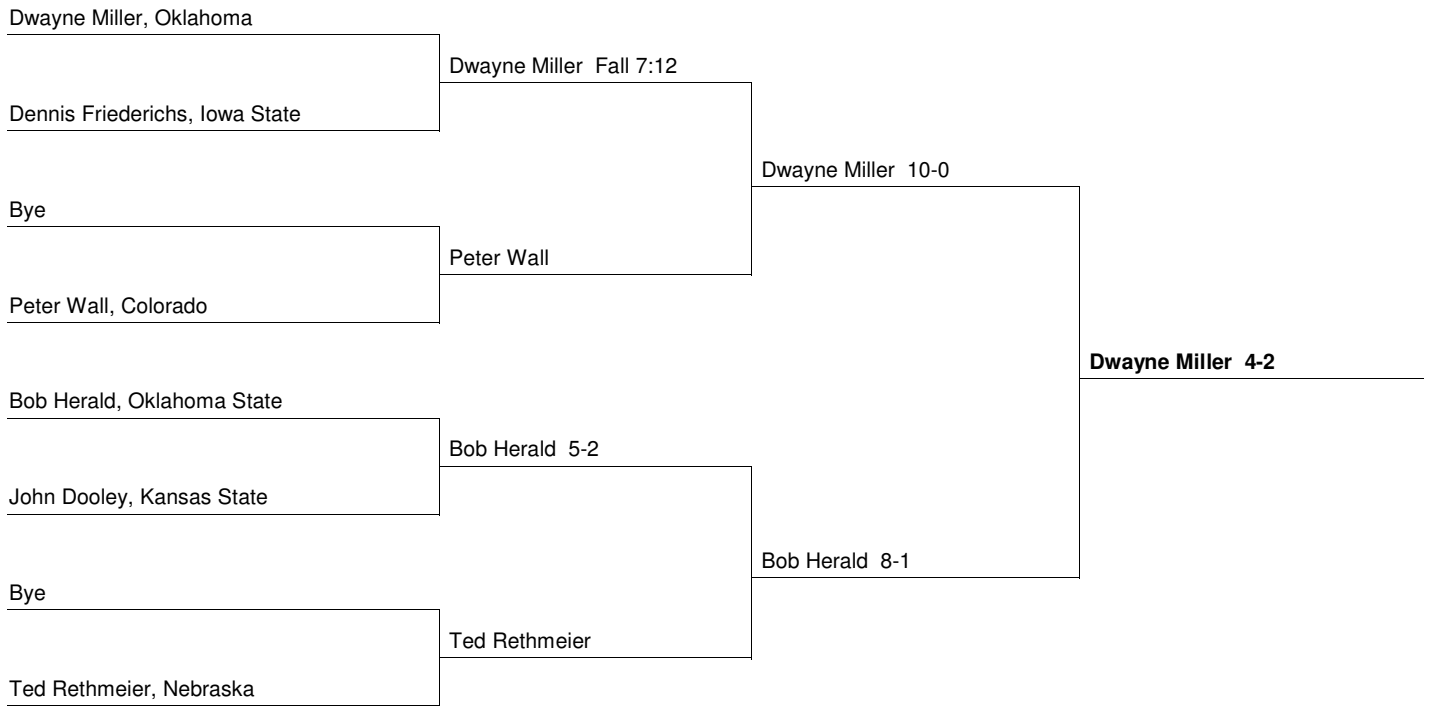 Dwayne Miller, Oklahoma
Dwayne Miller  Fall 7:12
Dennis Friederichs, Iowa State
Dwayne Miller  10-0
Bye
Peter Wall
Peter Wall, Colorado
Dwayne Miller  4-2
Bob Herald, Oklahoma State
Bob Herald  5-2
John Dooley, Kansas State
Bob Herald  8-1
Bye
Ted Rethmeier
Ted Rethmeier, Nebraska